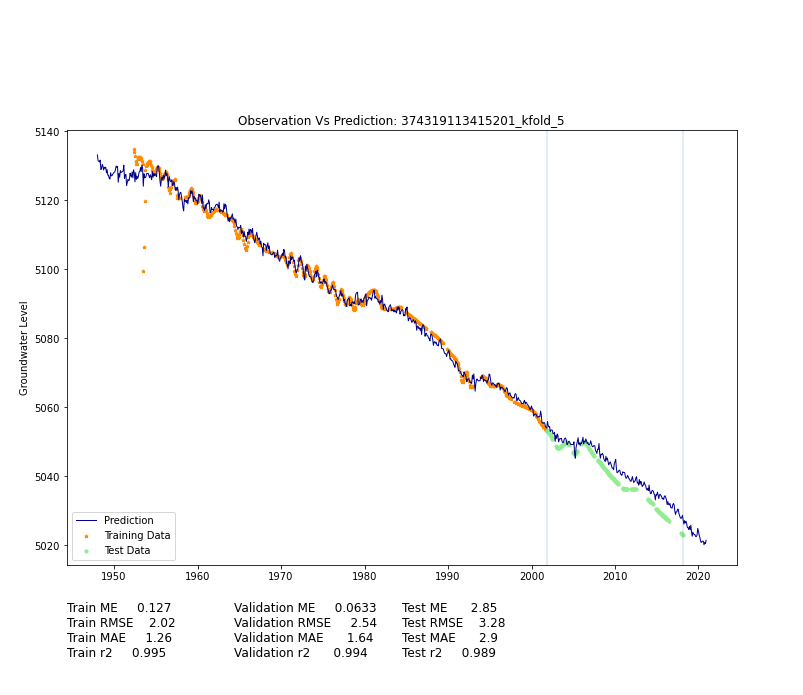 Observation Vs Prediction: 374319113415201_kfold_5
5140
5120
5100
5080
5060
5040
5020
Groundwater Level
Prediction
Training Data
Test Data
1950 1960 1970 1980 1990 2000 2010 2020
Train ME 0.127 Validation ME 0.0633 Test ME 2.85
Train RMSE 2.02 Validation RMSE 2.54 Test RMSE 3.28
Train MAE 1.26 Validation MAE 1.64 Test MAE 2.9
Train r2 0.995 Validation r2 0.994 Test r2 0.989